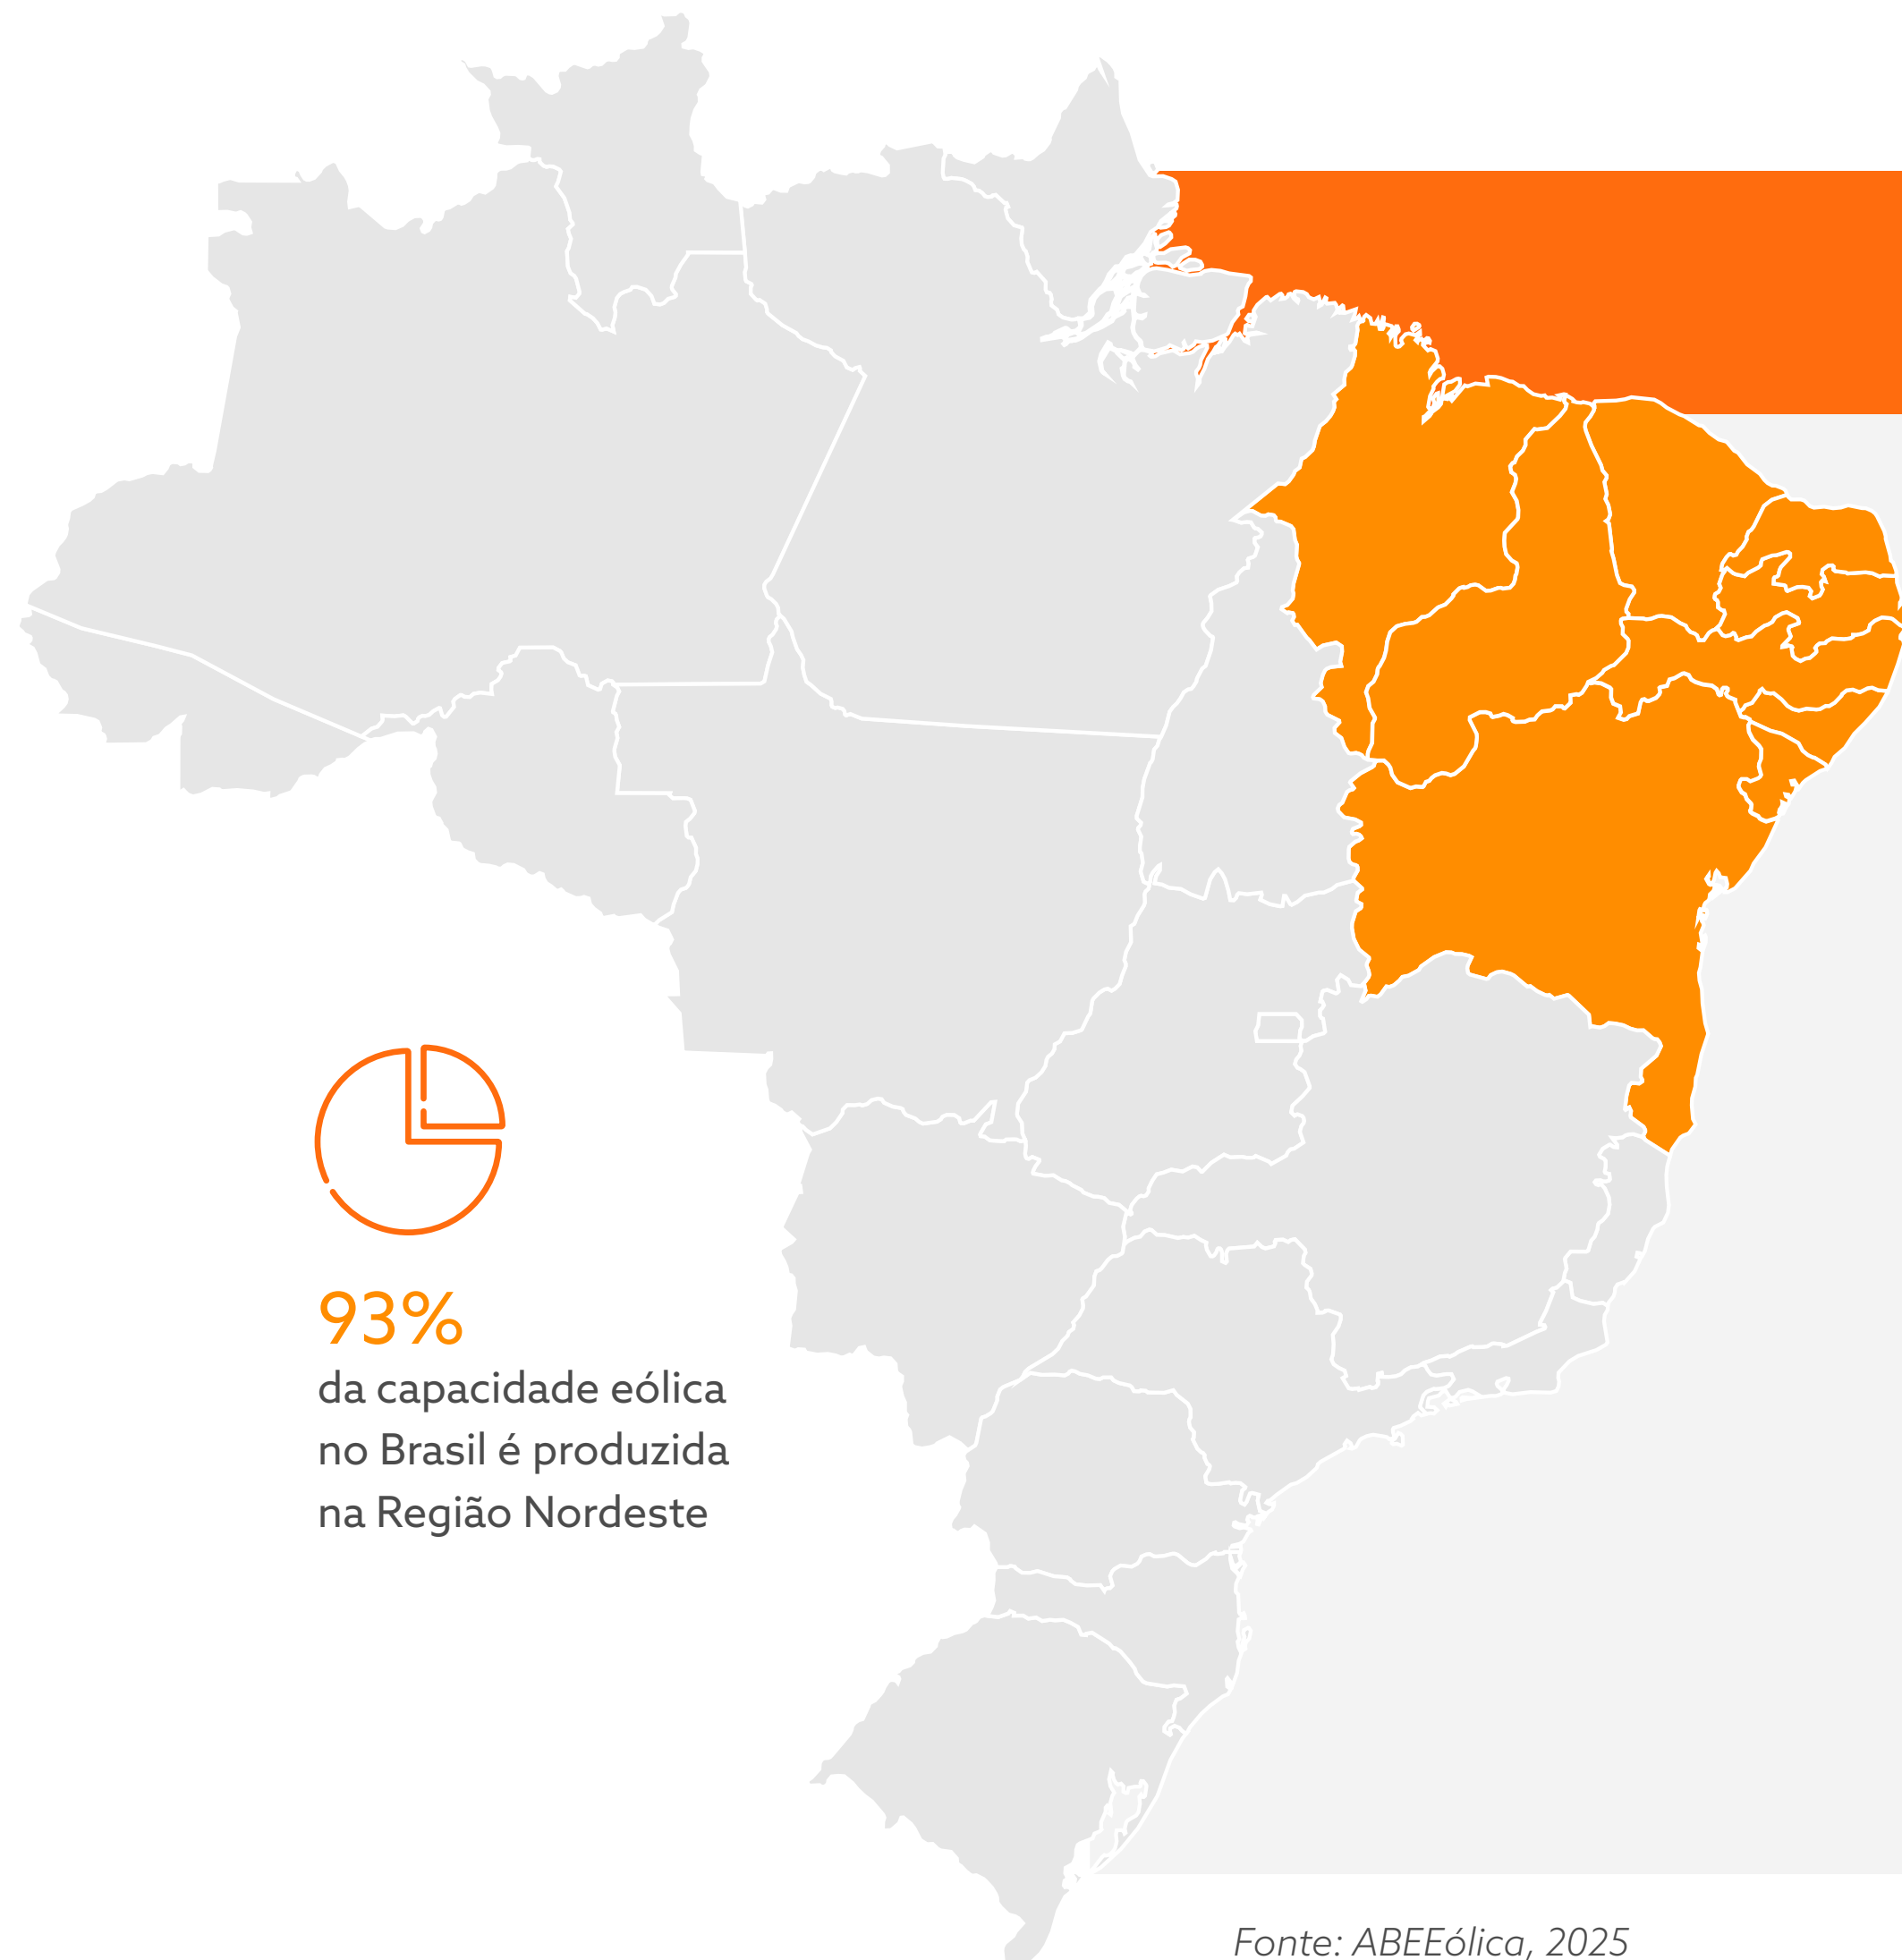 93%
da capacidade eólica
no Brasil é produzida
na Região Nordeste
Fonte: ABEEólica, 2025